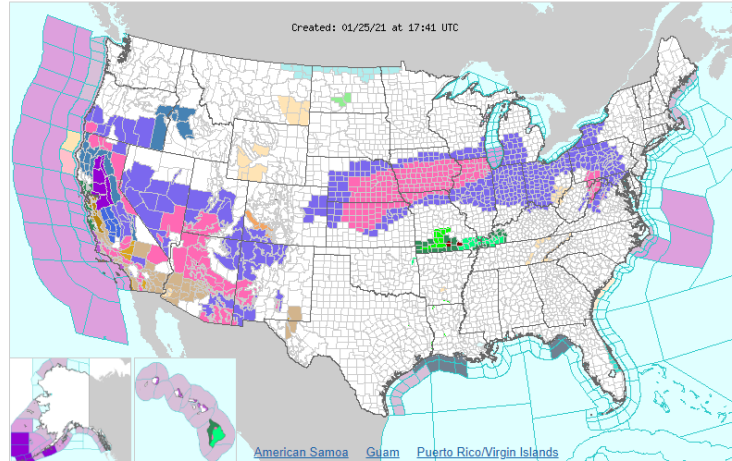 Created: 01/25/21 at 17:41 UTC
American Samoa Guam Puerto Rico/Virgin Islands